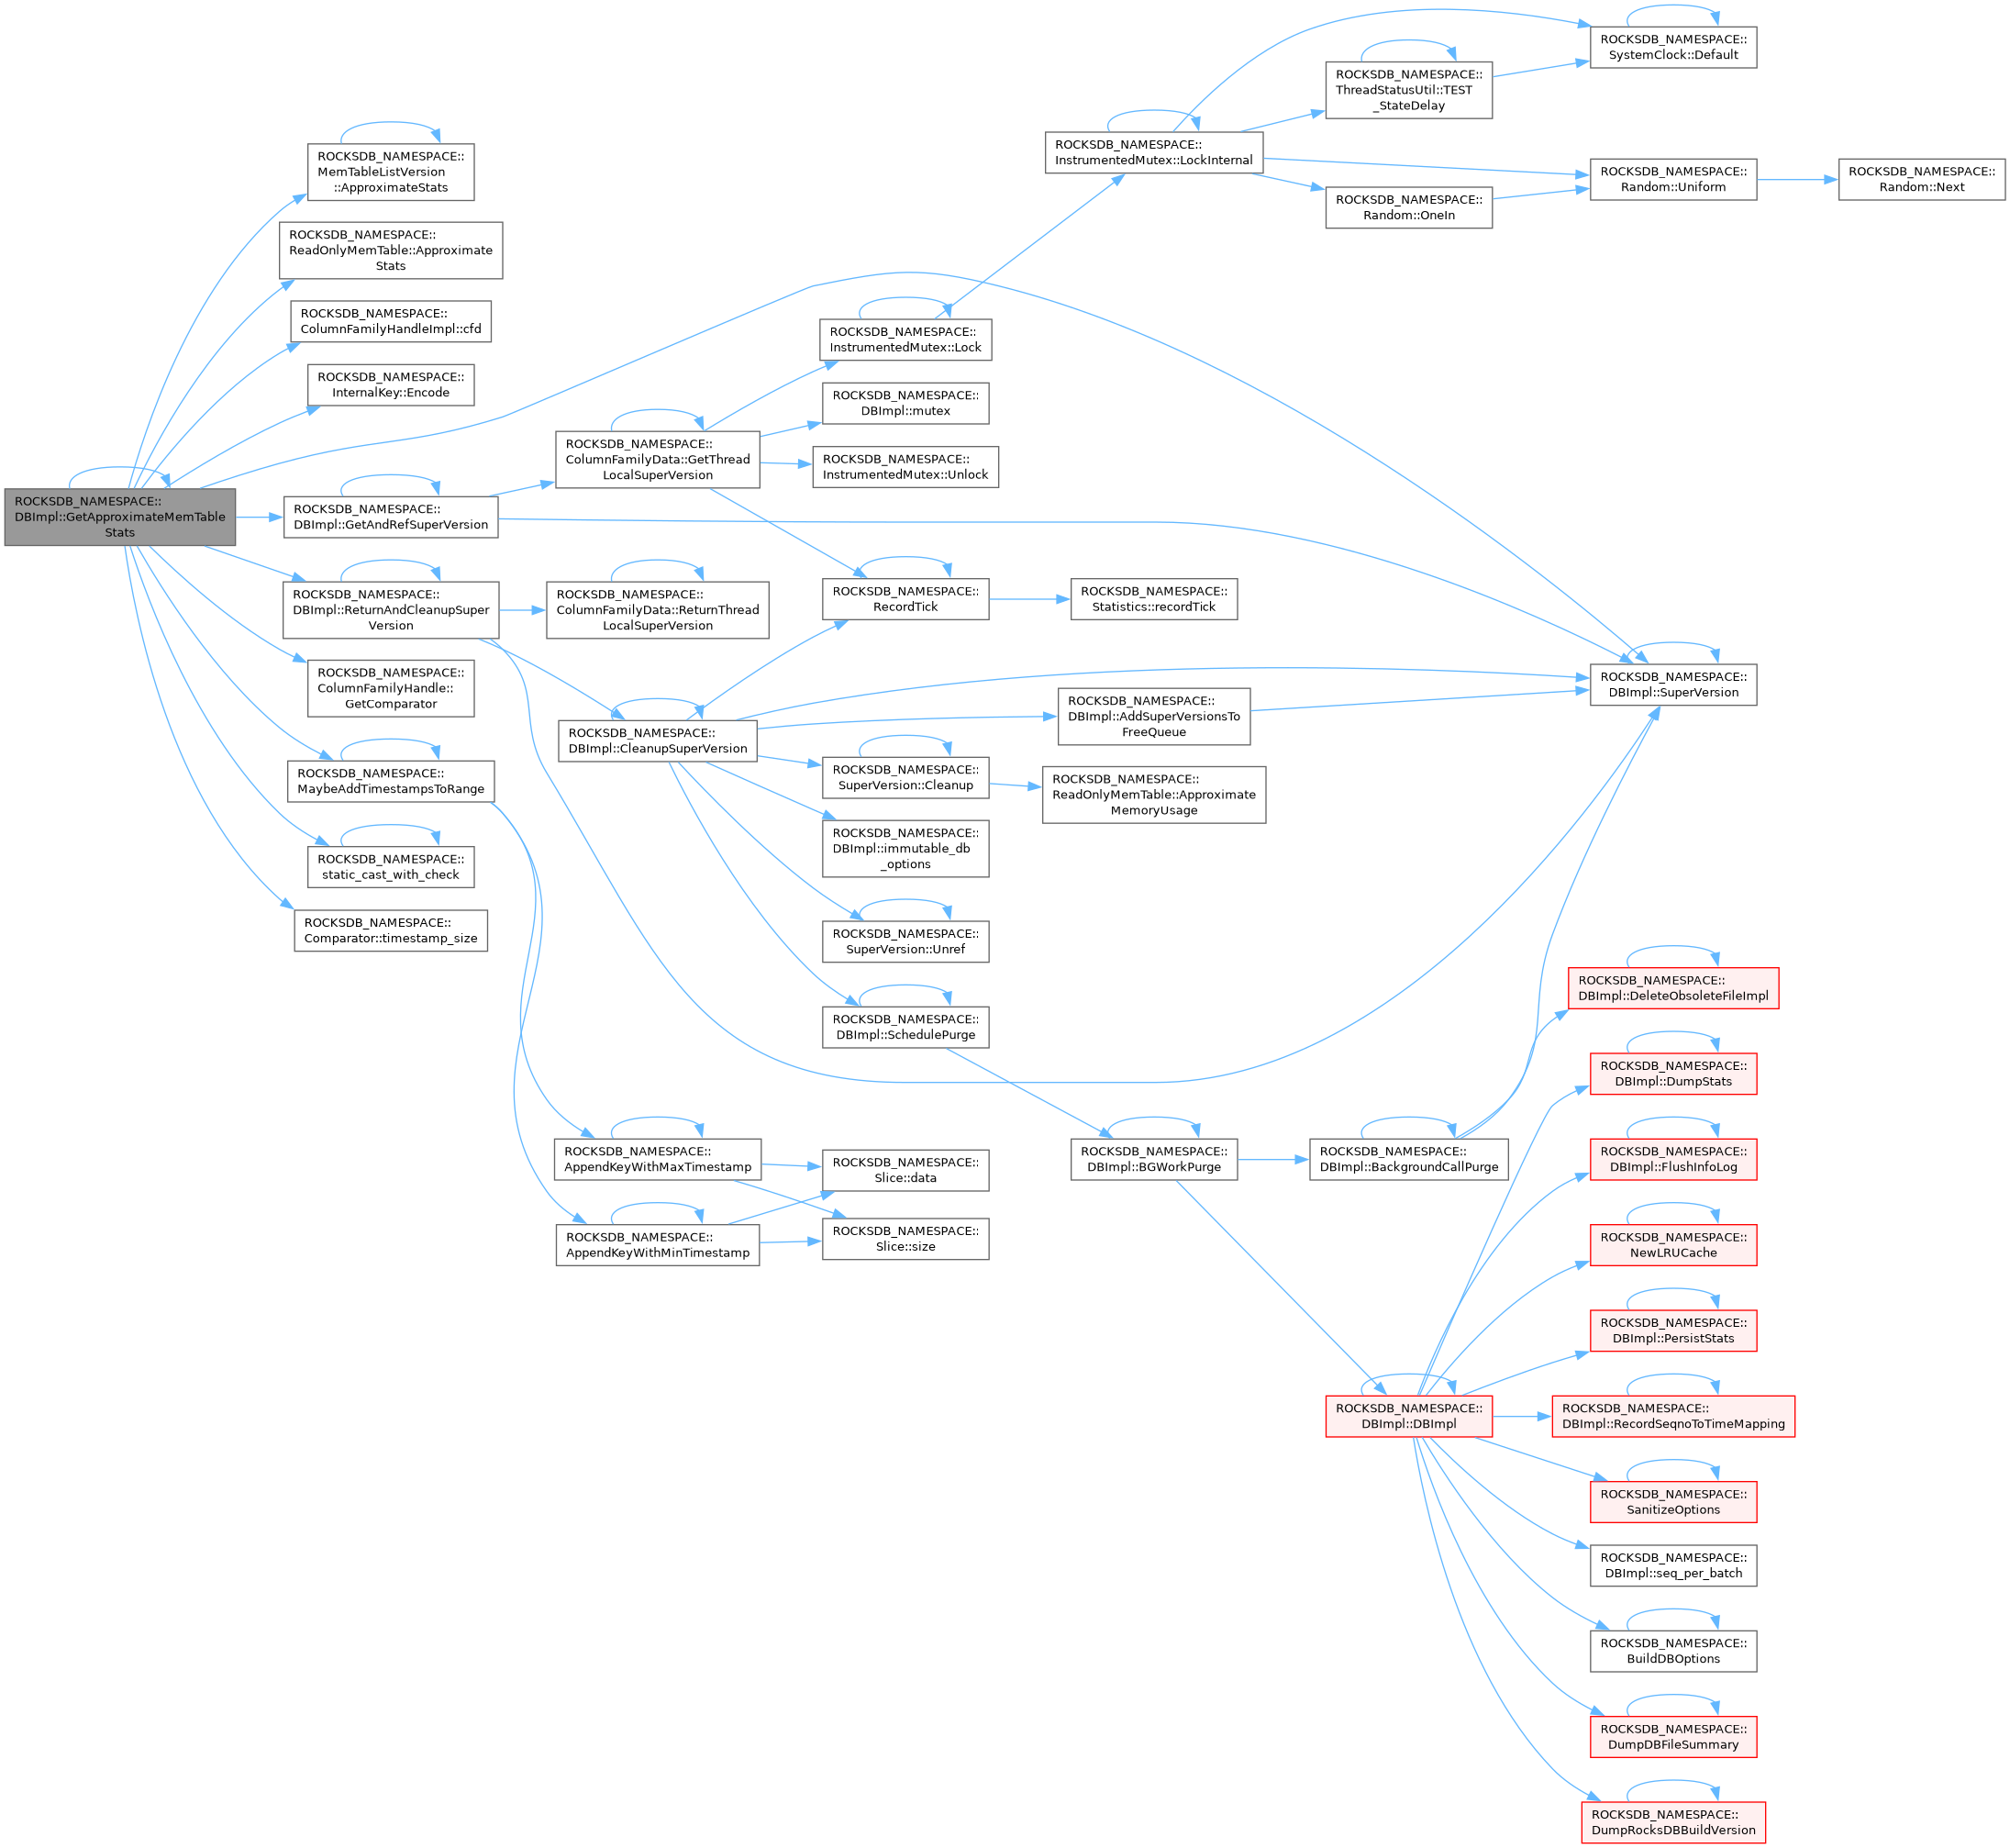 ROCKSDB_NAMESPACE::
DBImpl::GetApproximateMemTable
Stats
ROCKSDB_NAMESPACE::
MemTableListVersion
::ApproximateStats
ROCKSDB_NAMESPACE::
ReadOnlyMemTable::Approximate
Stats
ROCKSDB_NAMESPACE::
ColumnFamilyHandleImpl::cfd
ROCKSDB_NAMESPACE::
InternalKey::Encode
ROCKSDB_NAMESPACE::
DBImpl::GetAndRefSuperVersion
ROCKSDB_NAMESPACE::
DBImpl::ReturnAndCleanupSuper
Version
ROCKSDB_NAMESPACE::
ColumnFamilyHandle::
GetComparator
ROCKSDB_NAMESPACE::
MaybeAddTimestampsToRange
ROCKSDB_NAMESPACE::
static_cast_with_check
ROCKSDB_NAMESPACE::
Comparator::timestamp_size
ROCKSDB_NAMESPACE::
ColumnFamilyData::GetThread
LocalSuperVersion
ROCKSDB_NAMESPACE::
ColumnFamilyData::ReturnThread
LocalSuperVersion
ROCKSDB_NAMESPACE::
DBImpl::CleanupSuperVersion
ROCKSDB_NAMESPACE::
AppendKeyWithMaxTimestamp
ROCKSDB_NAMESPACE::
AppendKeyWithMinTimestamp
ROCKSDB_NAMESPACE::
InstrumentedMutex::Lock
ROCKSDB_NAMESPACE::
DBImpl::mutex
ROCKSDB_NAMESPACE::
InstrumentedMutex::Unlock
ROCKSDB_NAMESPACE::
RecordTick
ROCKSDB_NAMESPACE::
SuperVersion::Cleanup
ROCKSDB_NAMESPACE::
DBImpl::immutable_db
_options
ROCKSDB_NAMESPACE::
SuperVersion::Unref
ROCKSDB_NAMESPACE::
DBImpl::SchedulePurge
ROCKSDB_NAMESPACE::
Slice::data
ROCKSDB_NAMESPACE::
Slice::size
ROCKSDB_NAMESPACE::
InstrumentedMutex::LockInternal
ROCKSDB_NAMESPACE::
Statistics::recordTick
ROCKSDB_NAMESPACE::
DBImpl::AddSuperVersionsTo
FreeQueue
ROCKSDB_NAMESPACE::
ReadOnlyMemTable::Approximate
MemoryUsage
ROCKSDB_NAMESPACE::
DBImpl::BGWorkPurge
ROCKSDB_NAMESPACE::
ThreadStatusUtil::TEST
_StateDelay
ROCKSDB_NAMESPACE::
Random::OneIn
ROCKSDB_NAMESPACE::
DBImpl::BackgroundCallPurge
ROCKSDB_NAMESPACE::
DBImpl::DBImpl
ROCKSDB_NAMESPACE::
SystemClock::Default
ROCKSDB_NAMESPACE::
Random::Uniform
ROCKSDB_NAMESPACE::
Random::Next
ROCKSDB_NAMESPACE::
DBImpl::SuperVersion
ROCKSDB_NAMESPACE::
DBImpl::DeleteObsoleteFileImpl
ROCKSDB_NAMESPACE::
DBImpl::DumpStats
ROCKSDB_NAMESPACE::
DBImpl::FlushInfoLog
ROCKSDB_NAMESPACE::
NewLRUCache
ROCKSDB_NAMESPACE::
DBImpl::PersistStats
ROCKSDB_NAMESPACE::
DBImpl::RecordSeqnoToTimeMapping
ROCKSDB_NAMESPACE::
SanitizeOptions
ROCKSDB_NAMESPACE::
DBImpl::seq_per_batch
ROCKSDB_NAMESPACE::
BuildDBOptions
ROCKSDB_NAMESPACE::
DumpDBFileSummary
ROCKSDB_NAMESPACE::
DumpRocksDBBuildVersion